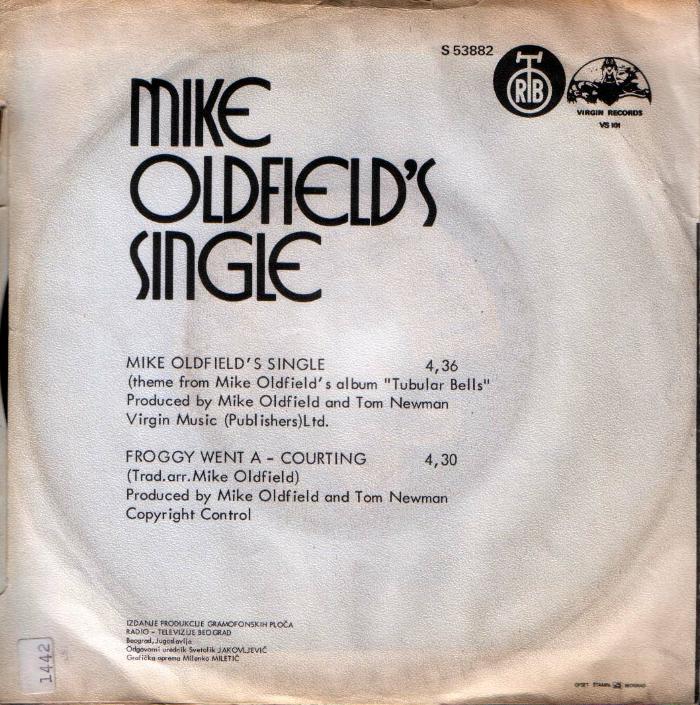 S 53882
RTB
VIRGIN RECORDS
VS 101
MIKE
OLDFIELD'S
SINGLE
MIKE OLDFIELD'S SINGLE 4,36
(theme from Mike Oldfield's album "Tubular Bells"
Produced by Mike Oldfield and Tom Newman
Virgin Music (Publishers)Ltd.
FROGGY WENT A – COURTING 4,30
(Trad.arr.Mike Oldfield)
Produced by Mike Oldfield and Tom Newman
Copyright Control
IZDANJE PRODUKCIJE GRAMOFONSKIH PLOČA
RADIO – TELEVIZIJE BEOGRAD
Beograd, Jugoslavija
Odgovorni urednik Svetolik JAKOVLJEVIĆ
Grafička oprema Milenko MILETIĆ
1442
OFSET ŠTAMPA BEOGRAD